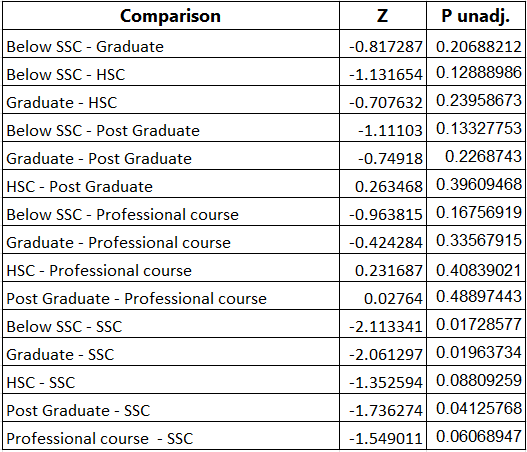 Comparison Z P unadj.
Below SSC - Graduate -0.817287 0.20688212
Below SSC - HSC -1.131654 0.12888986
Graduate - HSC -0.707632 0.23958673
Below SSC - Post Graduate -1.11103 0.13327753
Graduate - Post Graduate -0.74918 0.2268743
HSC - Post Graduate 0.263468 0.39609468
Below SSC - Professional course -0.963815 0.16756919
Graduate - Professional course -0.424284 0.33567915
HSC - Professional course 0.231687 0.40839021
Post Graduate - Professional course 0.02764 0.48897443
Below SSC - SSC -2.113341 0.01728577
Graduate - SSC -2.061297 0.01963734
HSC - SSC -1.352594 0.08809259
Post Graduate - SSC -1.736274 0.04125768
Professional course - SSC -1.549011 0.06068947